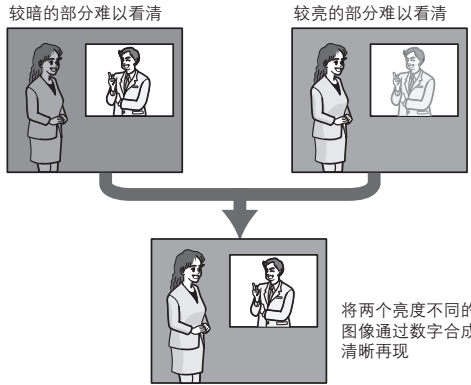 较暗的部分难以看清
较亮的部分难以看清
将两个亮度不同的
图像通过数字合成
清晰再现